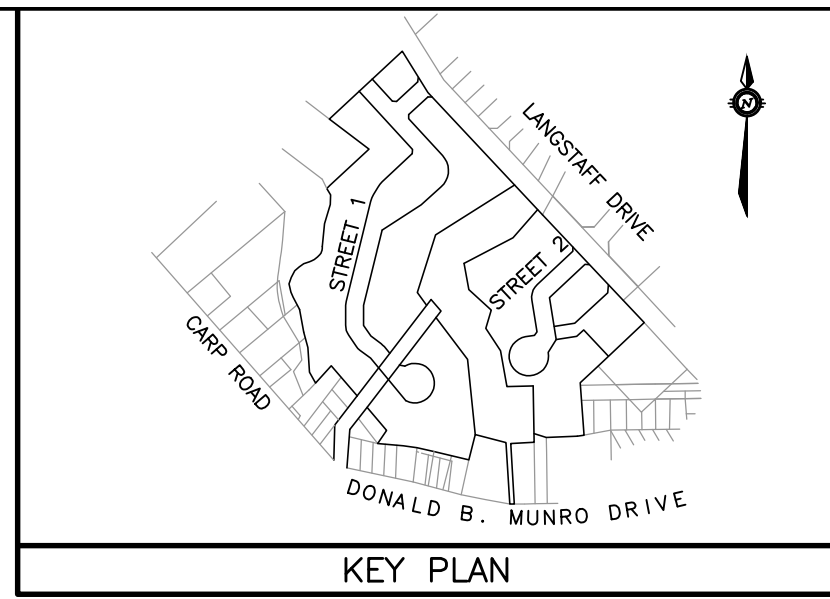 LANGSTAFF DRIVE
N
STREET 1
STREET 2
CARP ROAD
DONALD B. MUNRO DRIVE
KEY PLAN